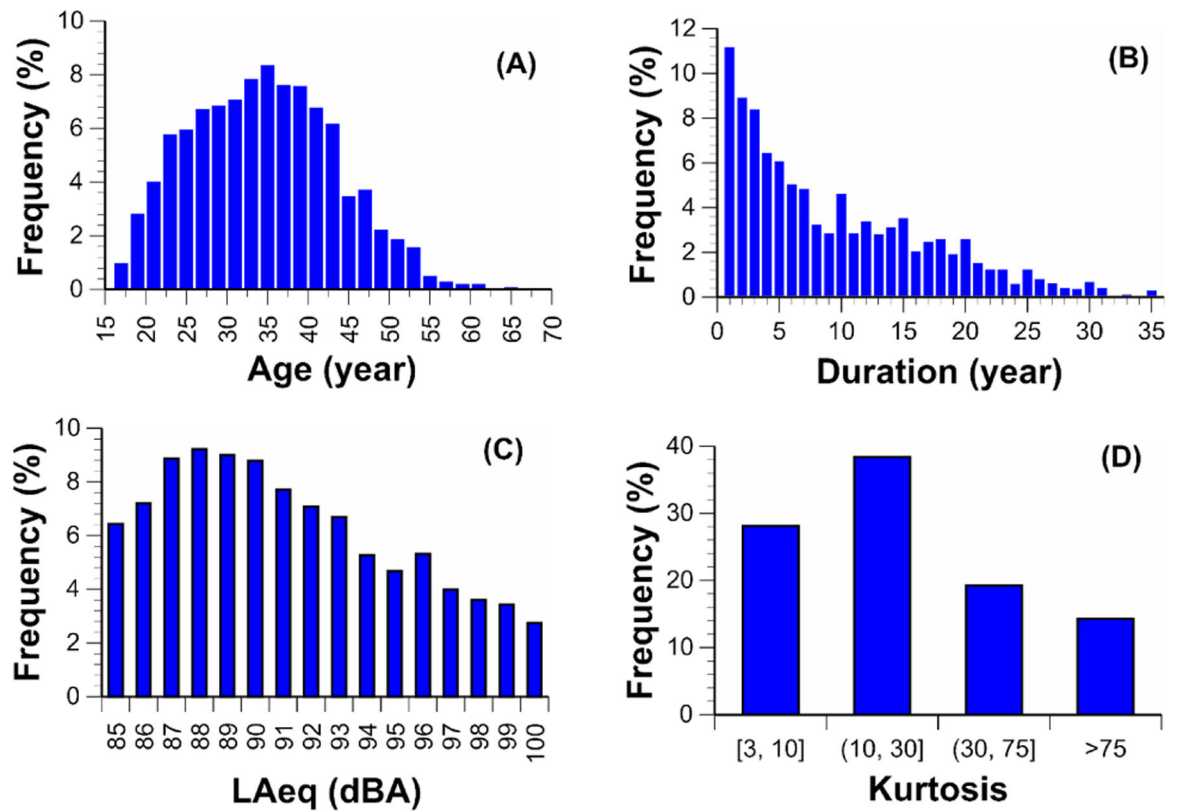 (A)
Frequency (%)
10
8
6
4
2
0
15 20 25 30 35 40 45 50 55 60 65 70
Age (year)
(B)
Frequency (%)
12
10
8
6
4
2
0
0 5 10 15 20 25 30 35
Duration (year)
(C)
Frequency (%)
10
8
6
4
2
0
85 86 87 88 89 90 91 92 93 94 95 96 97 98 99 100
LAeq (dBA)
(D)
Frequency (%)
40
30
20
10
0
[3, 10] (10, 30] (30, 75] >75
Kurtosis